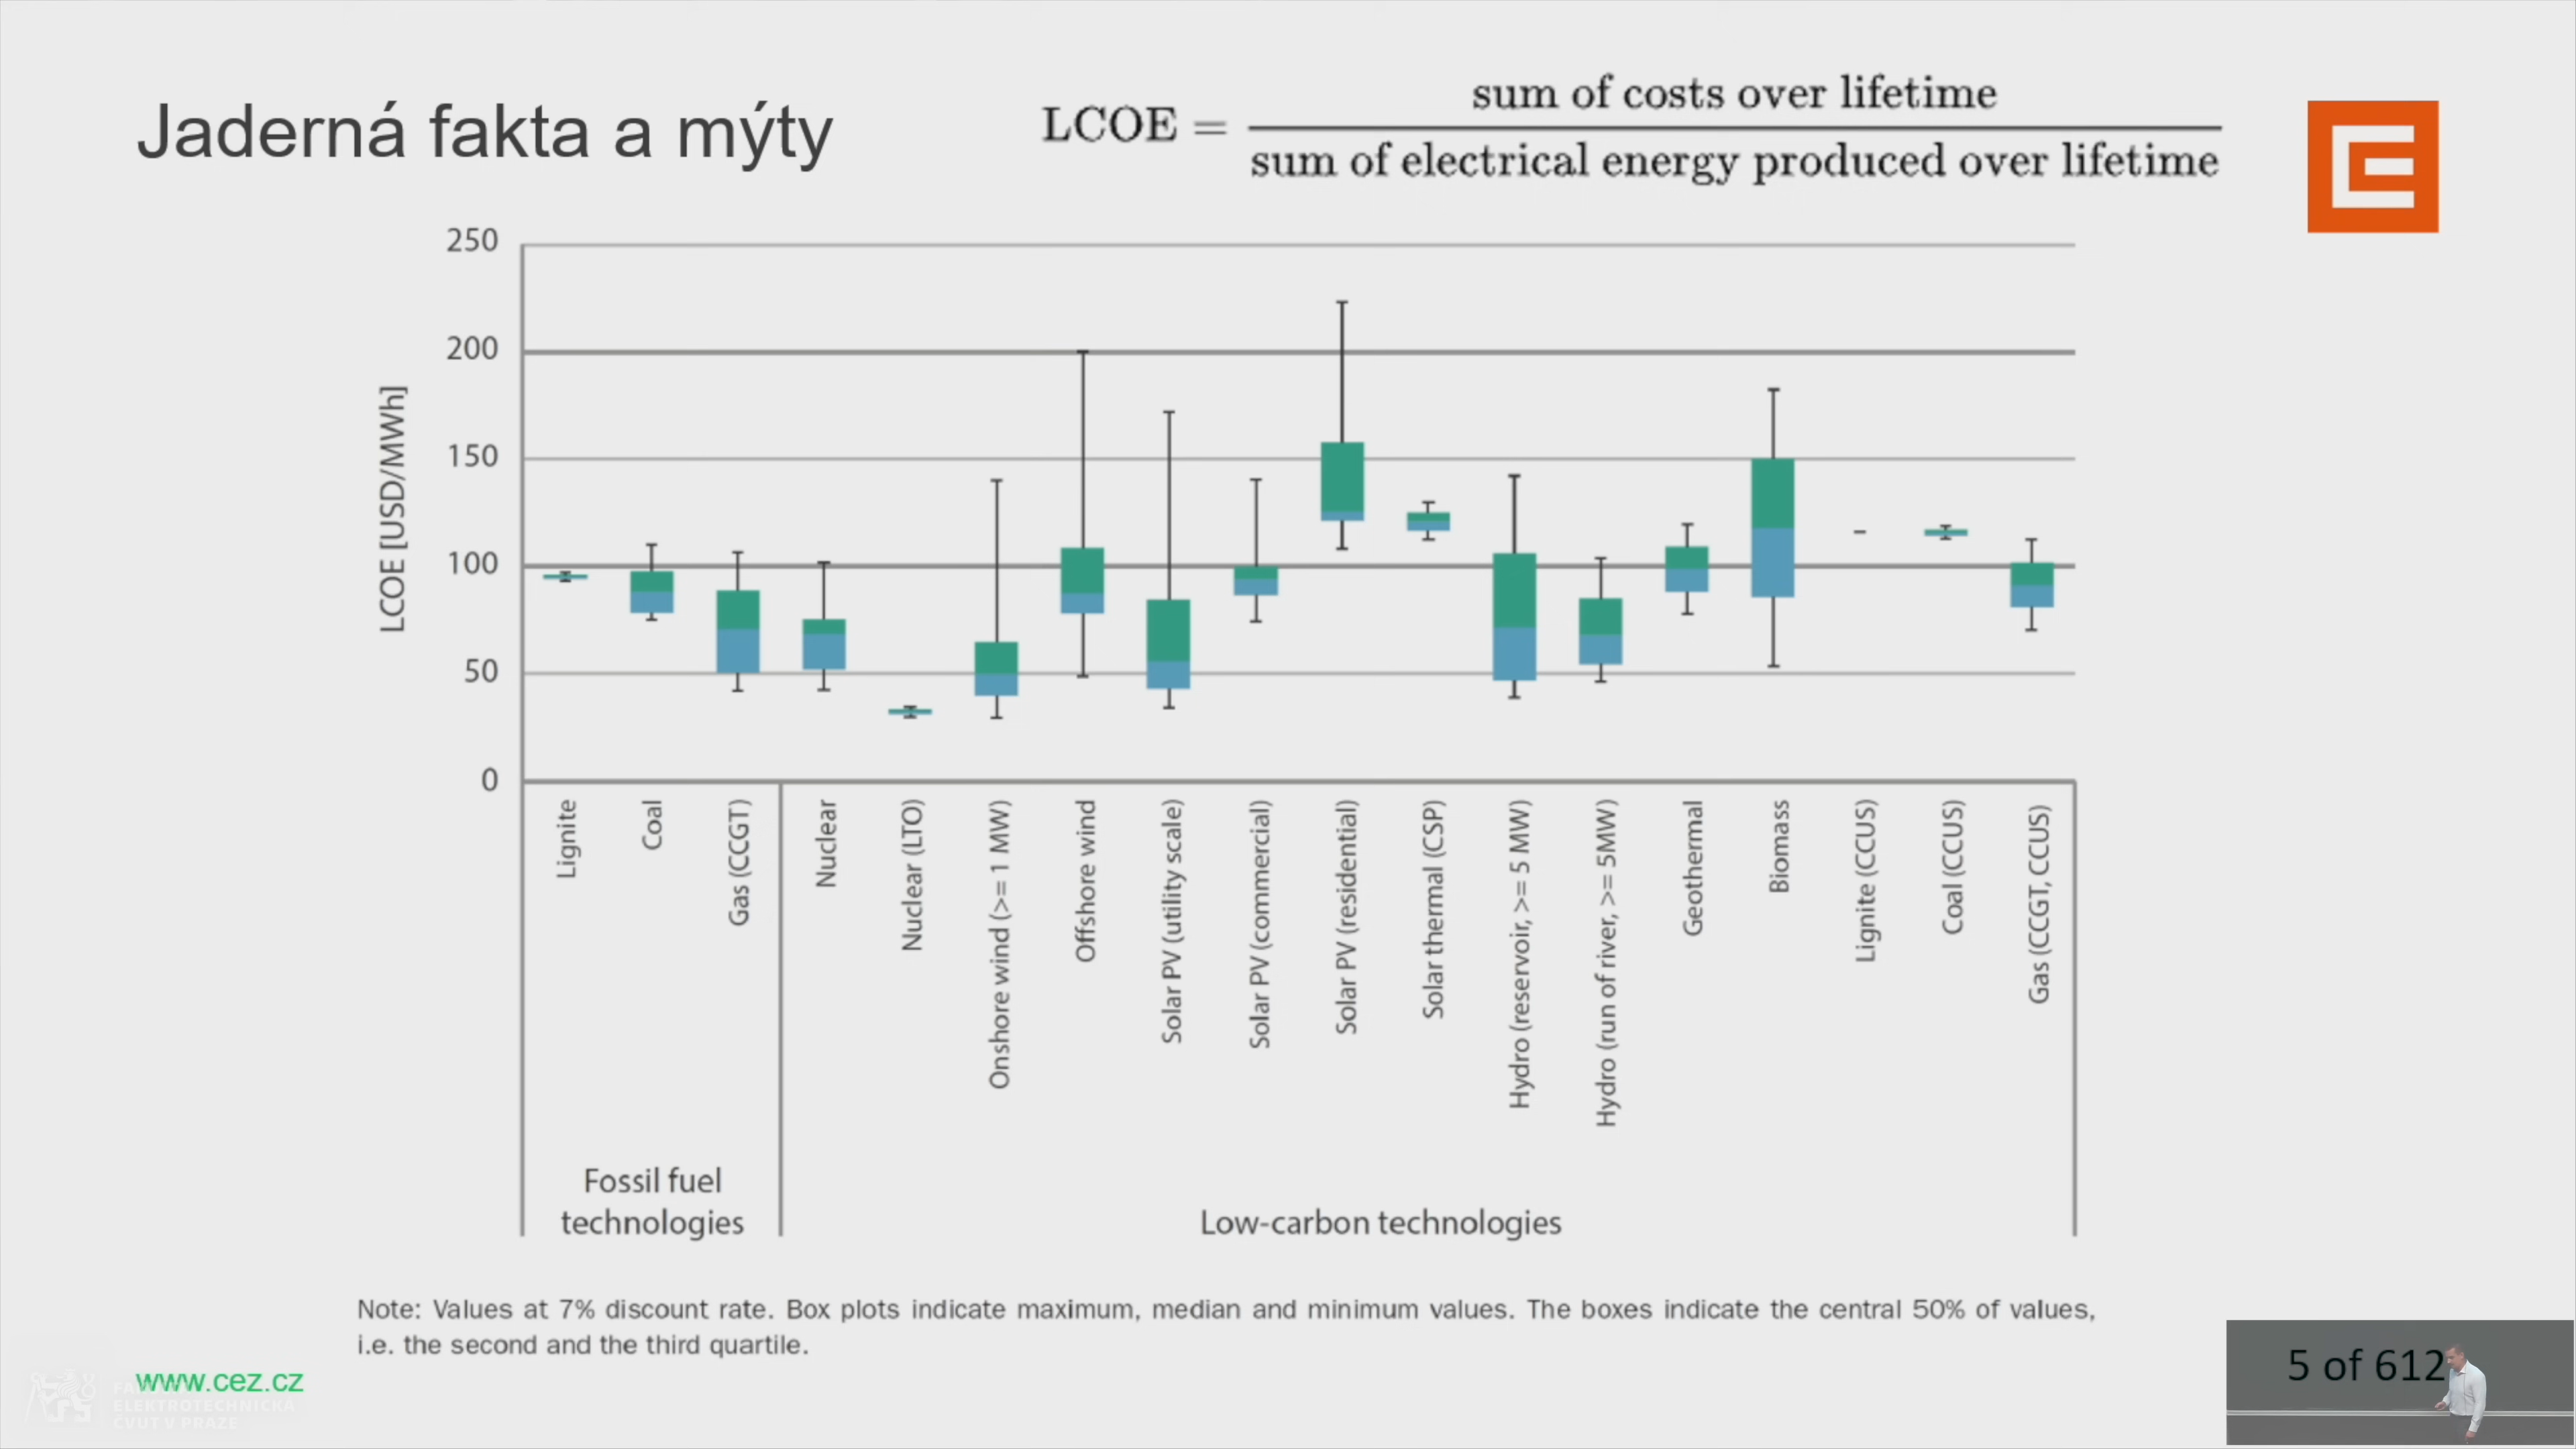 Jaderná fakta a mýty
LCOE = sum of costs over lifetime
sum of electrical energy produced over lifetime
LCOE [USD/MWh]
250
200
150
100
50
0
Lignite
Coal
Gas (CCGT)
Nuclear
Nuclear (LTO)
Onshore wind (>= 1 MW)
Offshore wind
Solar PV (utility scale)
Solar PV (commercial)
Solar PV (residential)
Solar thermal (CSP)
Hydro (reservoir, >= 5 MW)
Hydro (run of river, >= 5MW)
Geothermal
Biomass
Lignite (CCUS)
Coal (CCUS)
Gas (CCGT, CCUS)
Fossil fuel
technologies
Low-carbon technologies
Note: Values at 7% discount rate. Box plots indicate maximum, median and minimum values. The boxes indicate the central 50% of values,
i.e. the second and the third quartile.
www.cez.cz
ELEKTROTECHNICKÁ
ČVUT V PRAZE
5 of 612